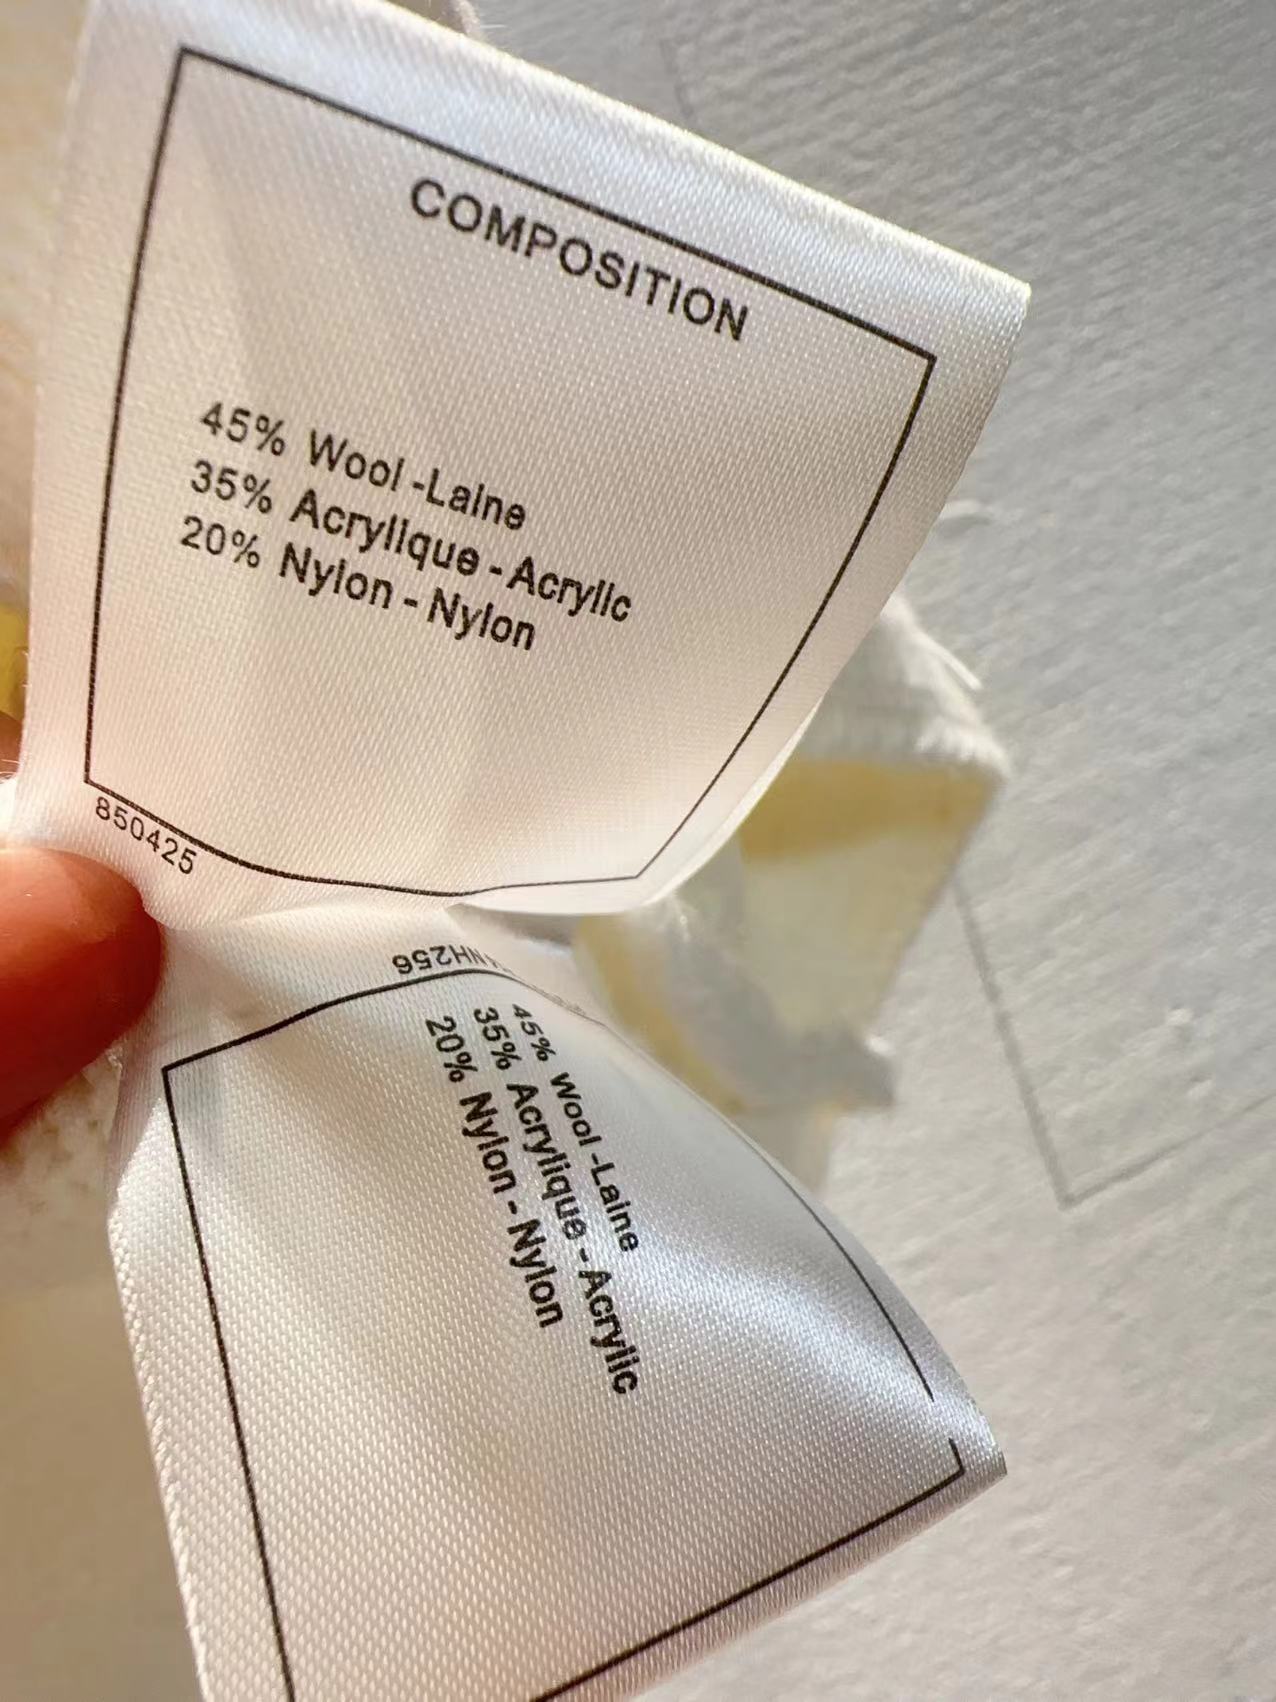 COMPOSITION
45% Wool -Laine
35% Acrylique - Acrylic
20% Nylon - Nylon
850425
45% Wool -Laine
35% Acrylique - Acrylic
20% Nylon - Nylon